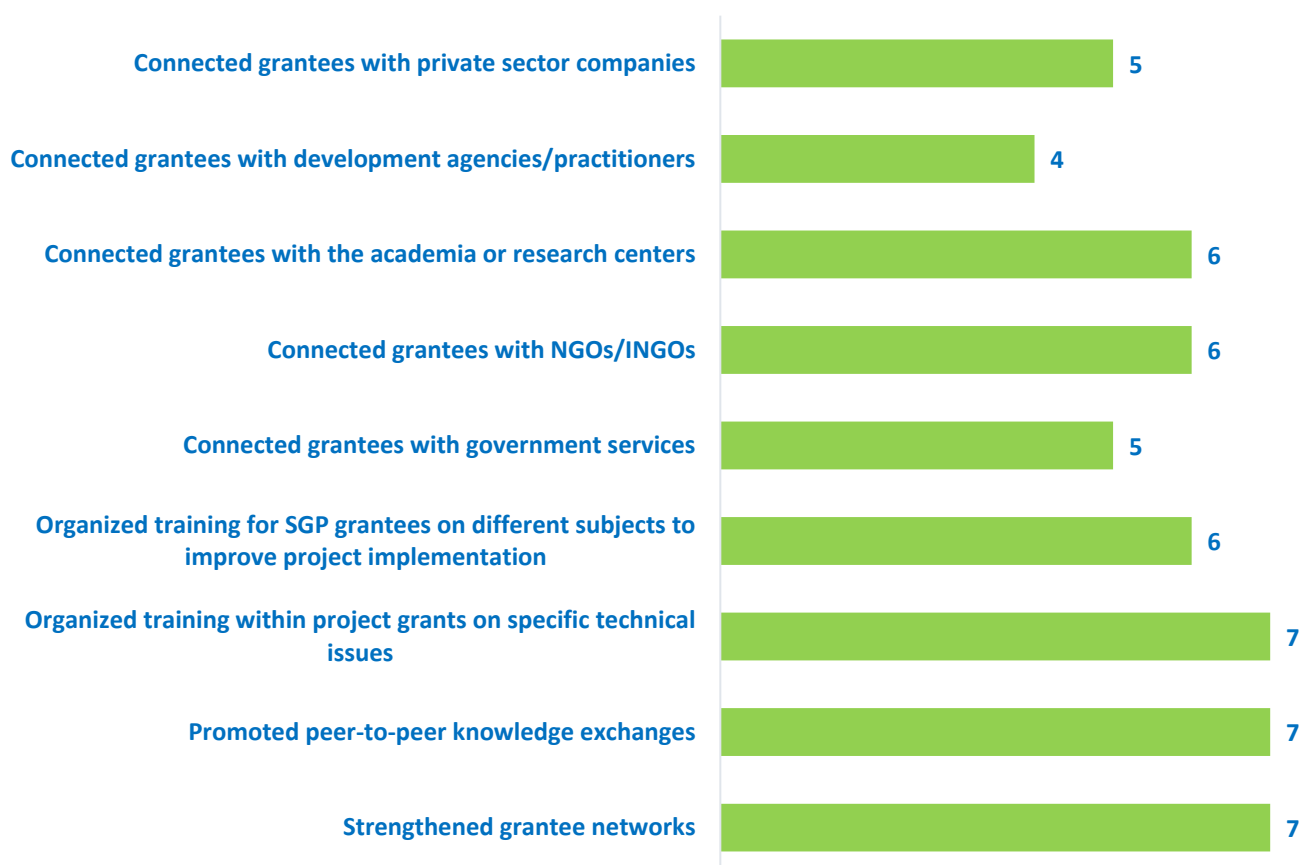 Connected grantees with private sector companies 5
Connected grantees with development agencies/practitioners 4
Connected grantees with the academia or research centers 6
Connected grantees with NGOs/INGOs 6
Connected grantees with government services 5
Organized training for SGP grantees on different subjects to
improve project implementation 6
Organized training within project grants on specific technical
issues 7
Promoted peer-to-peer knowledge exchanges 7
Strengthened grantee networks 7